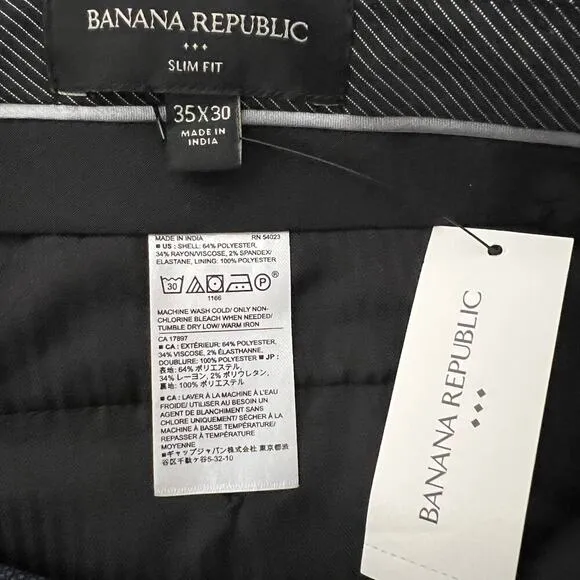 BANANA REPUBLIC
SLIM FIT
35X30
MADE IN
INDIA
MADE IN INDIA RN 54023
■ US : SHELL: 64% POLYESTER,
34% RAYON/VISCOSE, 2% SPANDEX/
ELASTANE, LINING: 100% POLYESTER
30 P
1166
MACHINE WASH COLD/ ONLY NON-
CHLORINE BLEACH WHEN NEEDED/
TUMBLE DRY LOW/ WARM IRON
CA 17897
■ CA : EXTÉRIEUR: 64% POLYESTER,
34% VISCOSE, 2% ÉLASTHANNE,
DOUBLURE: 100% POLYESTER ■ JP :
表地: 64% ポリエステル,
34% レーヨン, 2% ポリウレタン,
裏地: 100% ポリエステル
■ CA : LAVER À LA MACHINE À L'EAU
FROIDE/ UTILISER AU BESOIN UN
AGENT DE BLANCHIMENT SANS
CHLORE UNIQUEMENT/ SÉCHER À LA
MACHINE À BASSE TEMPÉRATURE/
REPASSER À TEMPÉRATURE
MOYENNE
■ギャップジャパン株式会社 東京都渋
谷区千駄ケ谷5-32-10
BANANA REPUBLIC